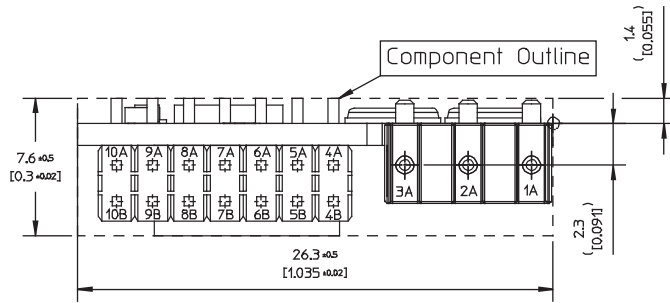 Component Outline
1.4
(0.055)
7.6 ±0.5
[0.3 ±0.02]
10A 9A 8A 7A 6A 5A 4A
3A 2A 1A
10B 9B 8B 7B 6B 5B 4B
2.3
(0.091)
26.3 ±0.5
[1.035 ±0.02]